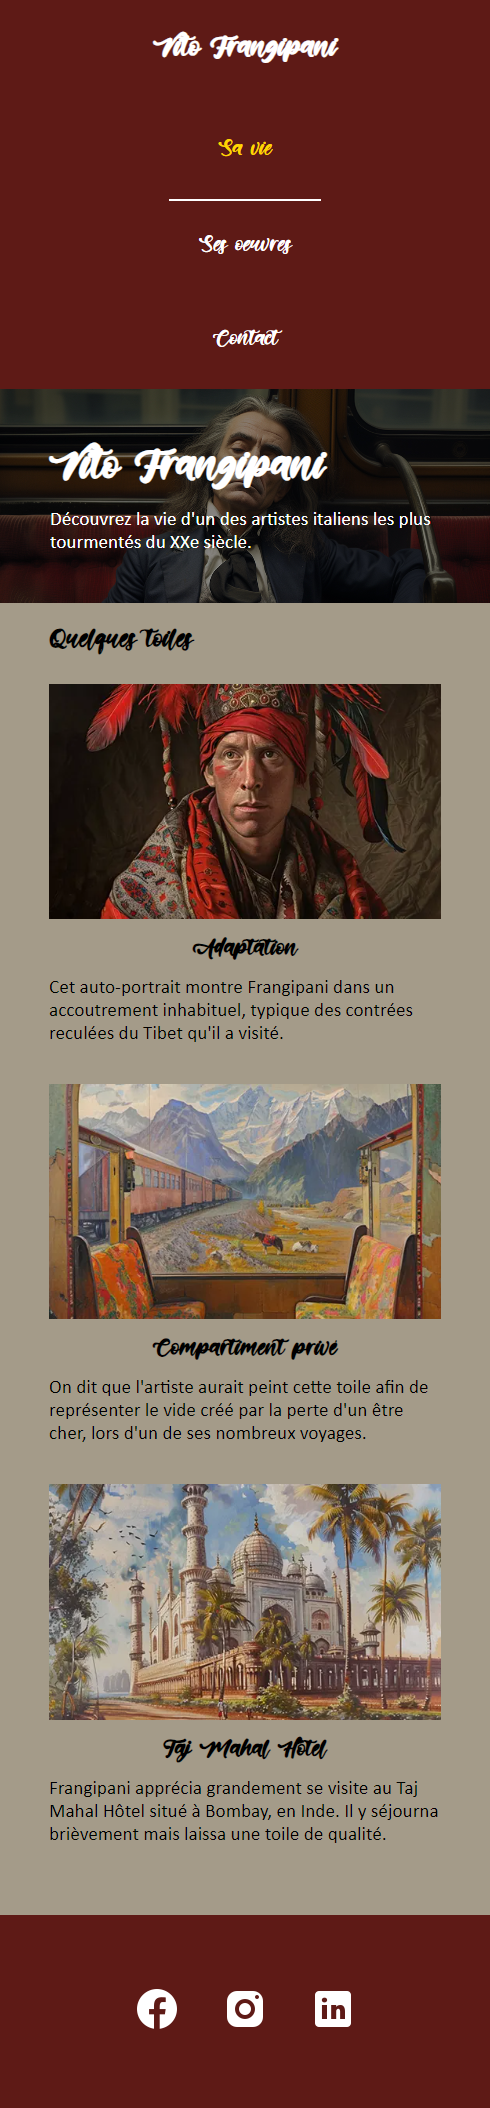 Vito Frangipani
Sa vie
Ses oeuvres
Contact
Vito Frangipani
Découvrez la vie d'un des artistes italiens les plus
tourmentés du XXe siècle.
Quelques toiles
Adaptation
Cet auto-portrait montre Frangipani dans un
accoutrement inhabituel, typique des contrées
reculées du Tibet qu'il a visité.
Compartiment privé
On dit que l'artiste aurait peint cette toile afin de
représenter le vide créé par la perte d'un être
cher, lors d'un de ses nombreux voyages.
Taj Mahal Hôtel
Frangipani apprécia grandement se visite au Taj
Mahal Hôtel situé à Bombay, en Inde. Il y séjourna
brièvement mais laissa une toile de qualité.